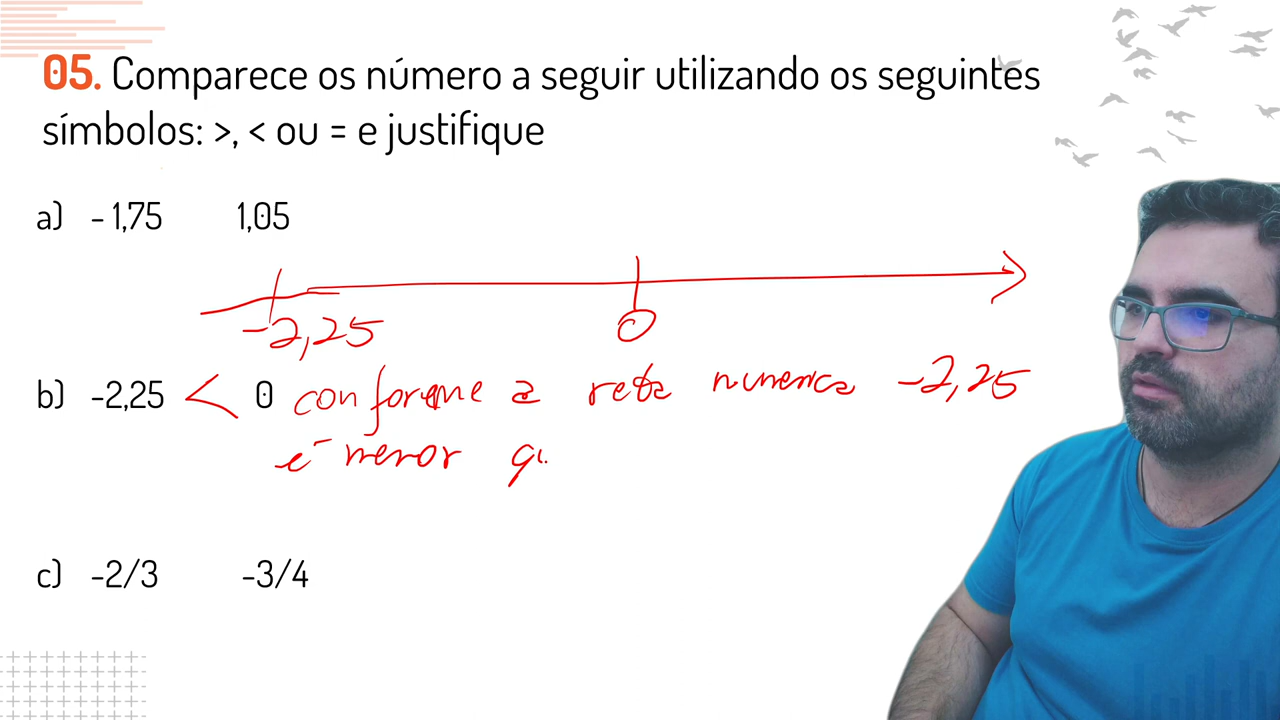 05. Comparece os número a seguir utilizando os seguintes
símbolos: >, < ou = e justifique
a) - 1,75 1,05
-2,25 0
b) -2,25 < 0 conforme a reta numerica -2,25
é menor qu
c) -2/3 -3/4